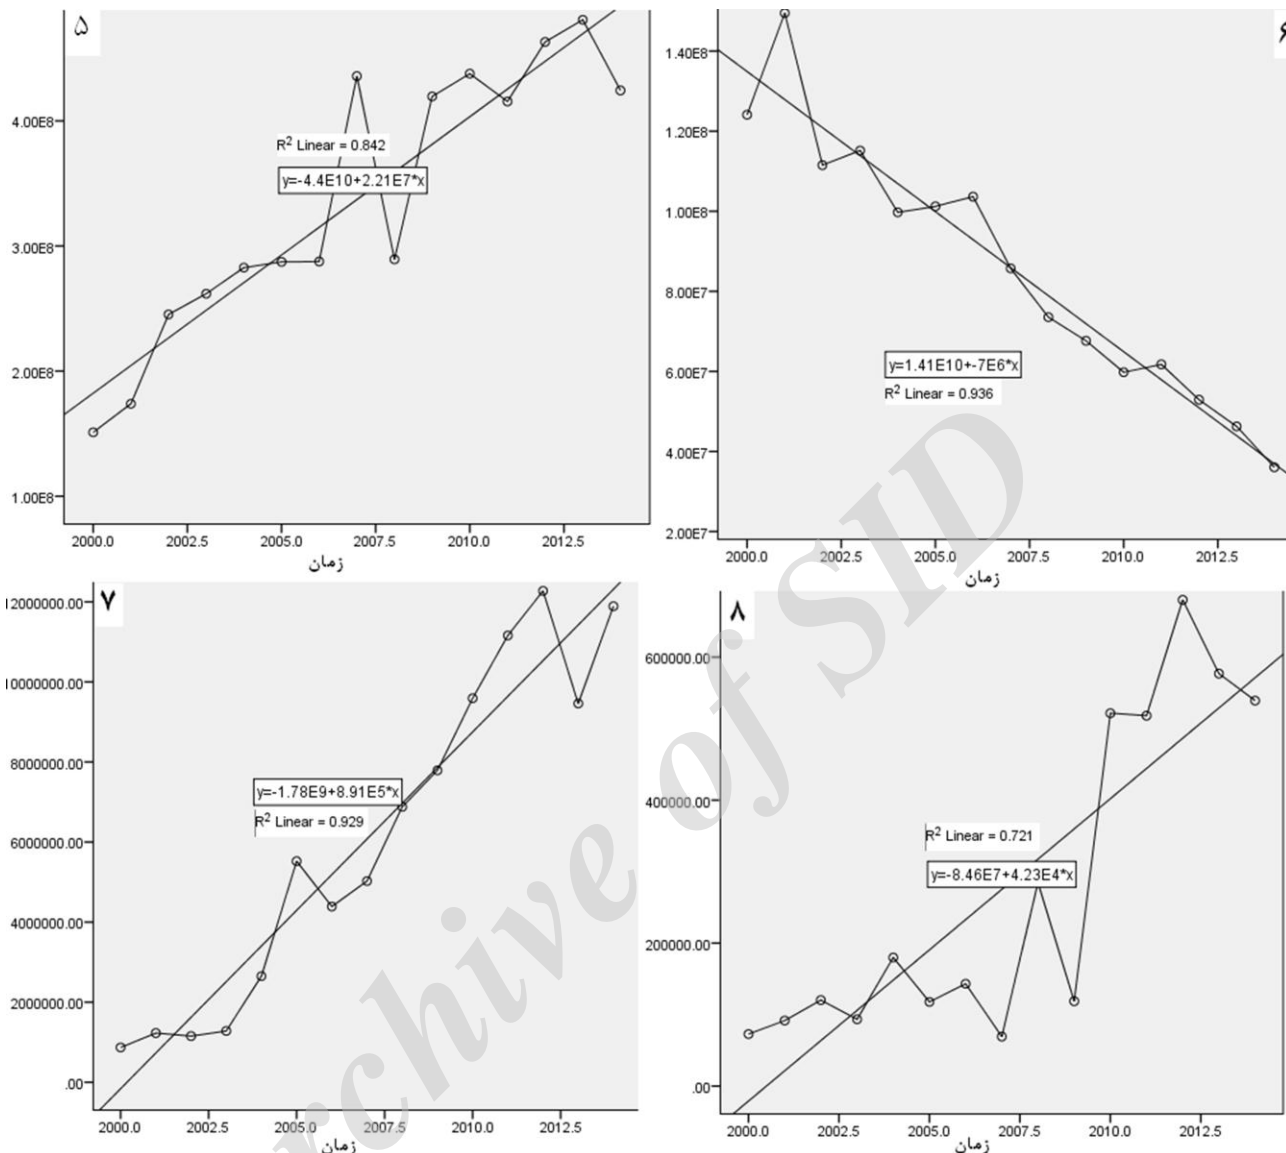 ۵
4.00E8
3.00E8
2.00E8
1.00E8
R2 Linear = 0.842
y=-4.4E10+2.21E7*x
2000.0 2002.5 2005.0 2007.5 2010.0 2012.5
زمان
۶
1.40E8
1.20E8
1.00E8
8.00E7
6.00E7
4.00E7
2.00E7
y=1.41E10+-7E6*x
R2 Linear = 0.936
2000.0 2002.5 2005.0 2007.5 2010.0 2012.5
زمان
۷
12000000.00
10000000.00
8000000.00
6000000.00
4000000.00
2000000.00
.00
y=-1.78E9+8.91E5*x
R2 Linear = 0.929
2000.0 2002.5 2005.0 2007.5 2010.0 2012.5
زمان
۸
600000.00
400000.00
200000.00
.00
R2 Linear = 0.721
y=-8.46E7+4.23E4*x
2000.0 2002.5 2005.0 2007.5 2010.0 2012.5
زمان
Archive of SID